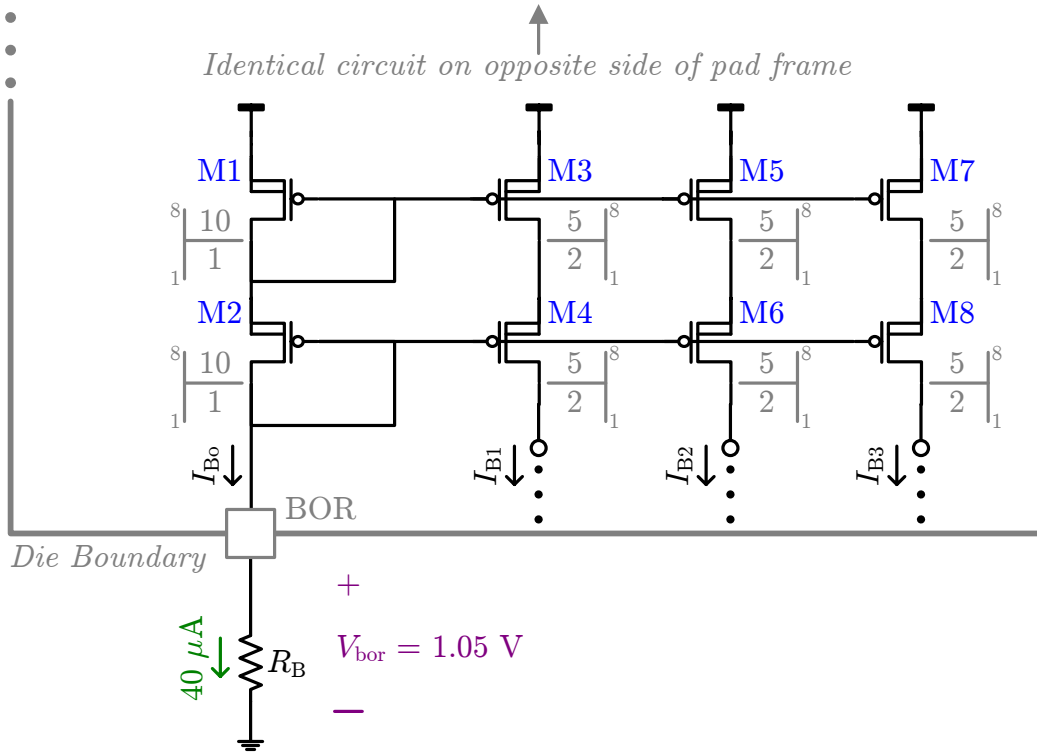 Identical circuit on opposite side of pad frame
M1 M3 M5 M7
8 10 1 1
5 2 8 1
5 2 8 1
5 2 8 1
M2 M4 M6 M8
8 10 1 1
5 2 8 1
5 2 8 1
5 2 8 1
I_Bo I_B1 I_B2 I_B3
BOR
Die Boundary
+
40 μA
R_B
V_bor = 1.05 V
—